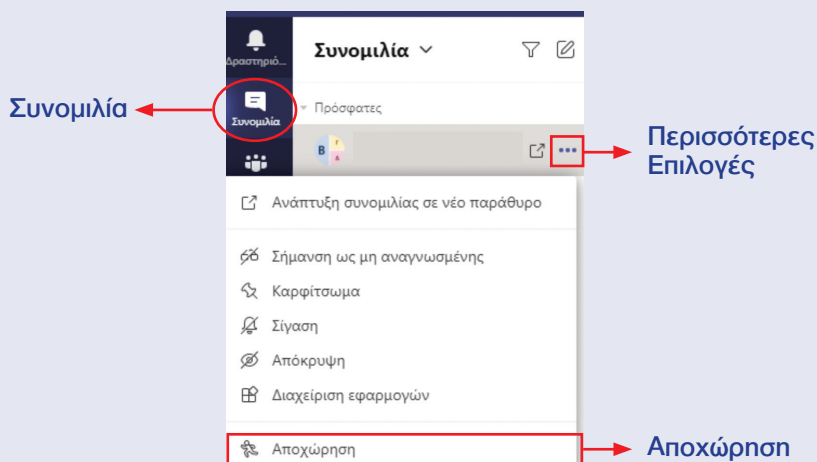 Δραστηριό...
Συνομιλία
Συνομιλία
Συνομιλία
Πρόσφατες
B
Γ
Α
Περισσότερες
Επιλογές
Ανάπτυξη συνομιλίας σε νέο παράθυρο
Σήμανση ως μη αναγνωσμένης
Καρφίτσωμα
Σίγαση
Απόκρυψη
Διαχείριση εφαρμογών
Αποχώρηση
Αποχώρηση